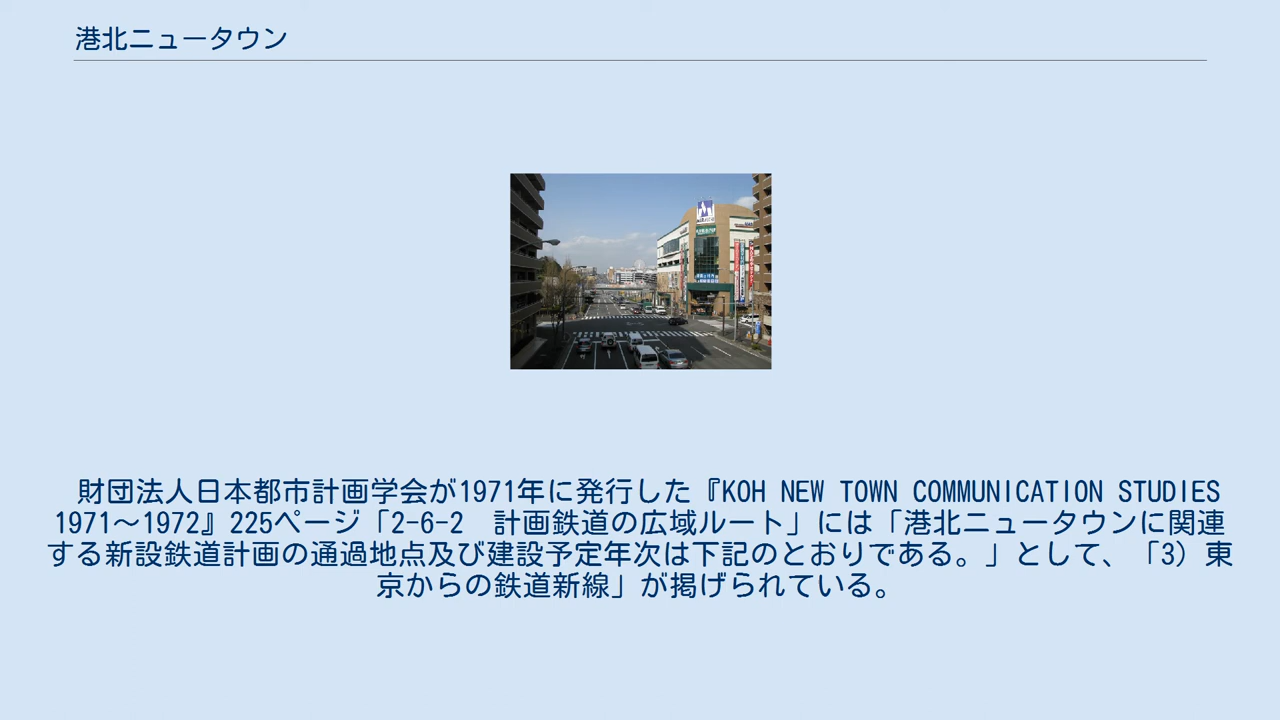 港北ニュータウン
財団法人日本都市計画学会が1971年に発行した『KOH NEW TOWN COMMUNICATION STUDIES
1971～1972』225ページ「2-6-2　計画鉄道の広域ルート」には「港北ニュータウンに関連
する新設鉄道計画の通過地点及び建設予定年次は下記のとおりである。」として、「3）東
京からの鉄道新線」が掲げられている。